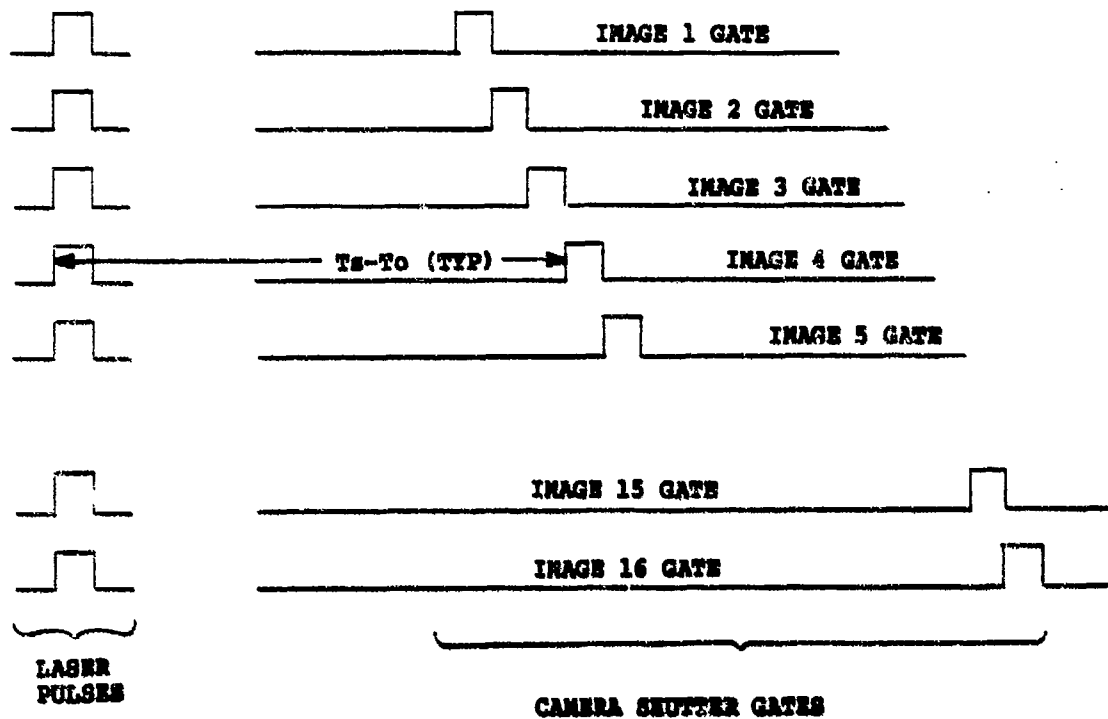 IMAGE 1 GATE
IMAGE 2 GATE
IMAGE 3 GATE
Ts-To (TYP)
IMAGE 4 GATE
IMAGE 5 GATE
IMAGE 15 GATE
IMAGE 16 GATE
LASER
PULSES
CAMERA SHUTTER GATES